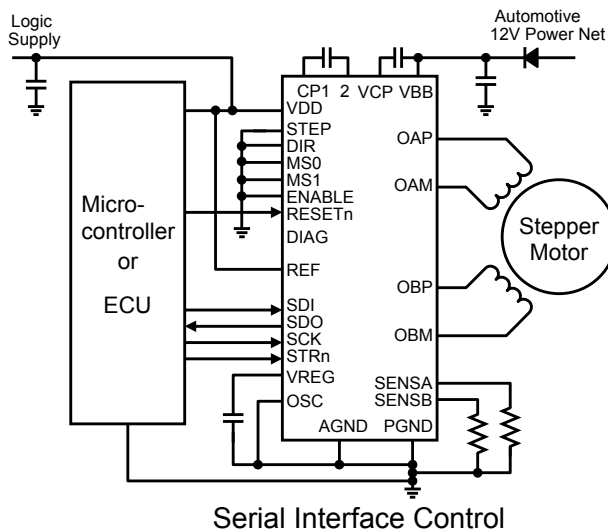 Logic
Supply
Automotive
12V Power Net
CP1 2 VCP VBB
VDD
STEP
DIR
MS0
MS1
ENABLE
RESETn
DIAG
REF
SDI
SDO
SCK
STRn
VREG
OSC
AGND PGND
OAP
OAM
OBP
OBM
SENSA
SENSB
Micro-
controller
or
ECU
Stepper
Motor
Serial Interface Control